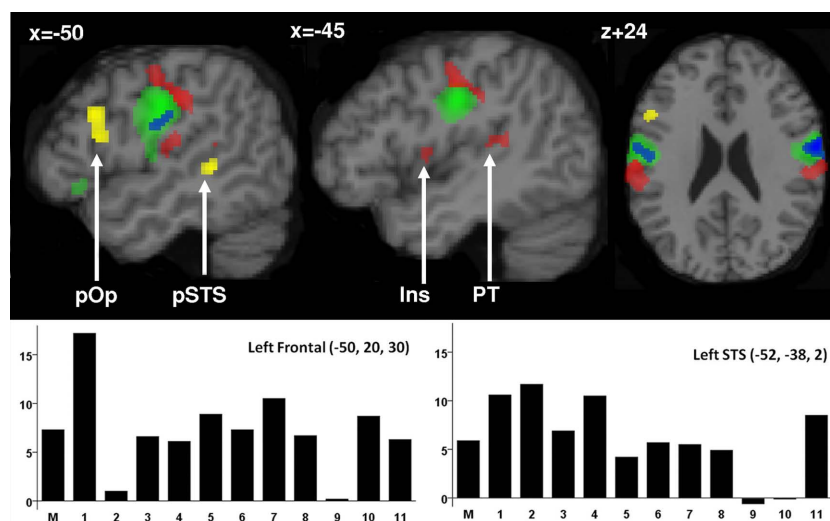 x=-50
x=-45
z+24
pOp
pSTS
Ins
PT
Left Frontal (-50, 20, 30)
15
10
5
0
M 1 2 3 4 5 6 7 8 9 10 11
Left STS (-52, -38, 2)
15
10
5
0
M 1 2 3 4 5 6 7 8 9 10 11